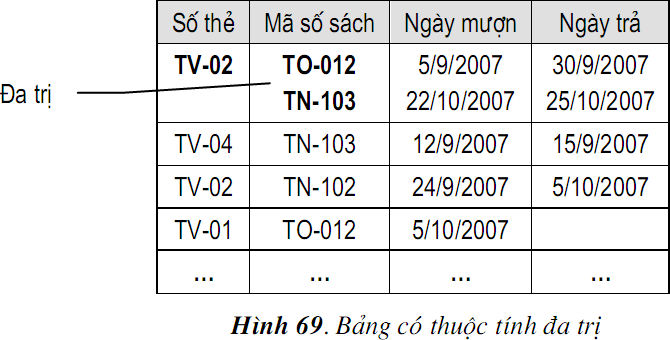 Số thẻ Mã số sách Ngày mượn Ngày trả
TV-02 TO-012 5/9/2007 30/9/2007
Đa trị
TN-103 22/10/2007 25/10/2007
TV-04 TN-103 12/9/2007 15/9/2007
TV-02 TN-102 24/9/2007 5/10/2007
TV-01 TO-012 5/10/2007
... ... ... ...
Hình 69. Bảng có thuộc tính đa trị